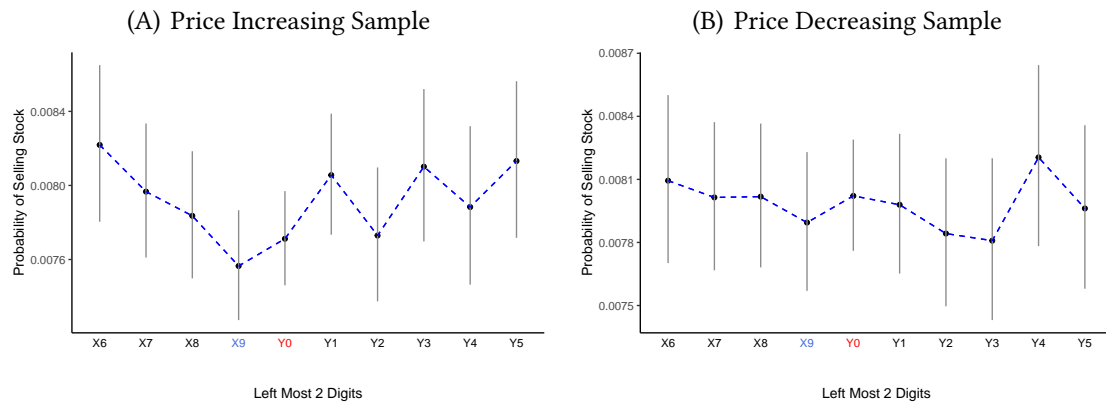 (A) Price Increasing Sample
Probability of Selling Stock
0.0084
0.0080
0.0076
X6 X7 X8 X9 Y0 Y1 Y2 Y3 Y4 Y5
Left Most 2 Digits
(B) Price Decreasing Sample
Probability of Selling Stock
0.0087
0.0084
0.0081
0.0078
0.0075
X6 X7 X8 X9 Y0 Y1 Y2 Y3 Y4 Y5
Left Most 2 Digits